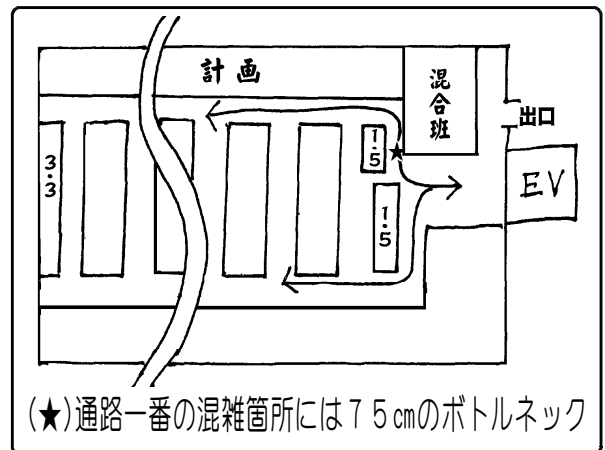 計画
混合班
出口
EV
3・3
1・5
★
1・5
(★)通路一番の混雑箇所には75cmのボトルネック